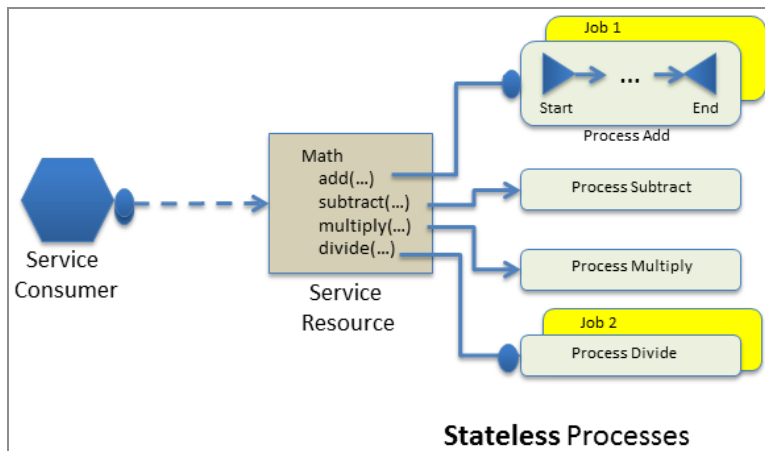 Job 1
...
Start
End
Process Add
Math
add(...)
subtract(...)
multiply(...)
divide(...)
Service
Resource
Service
Consumer
Process Subtract
Process Multiply
Job 2
Process Divide
Stateless Processes